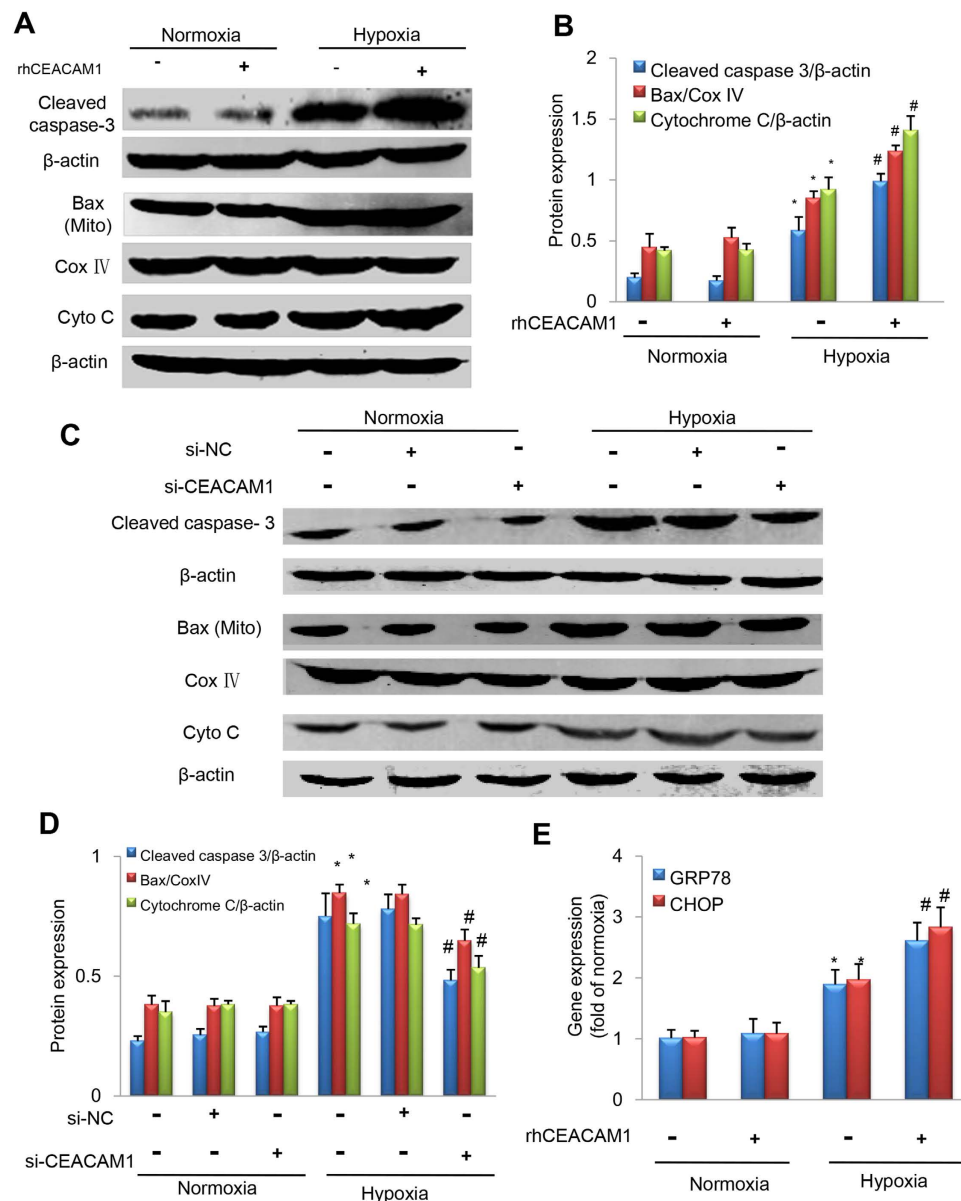 A
Normoxia Hypoxia
rhCEACAM1 - + - +
Cleaved
caspase-3
β-actin
Bax
(Mito)
Cox Ⅳ
Cyto C
β-actin
B
Protein expression
2
1.5
1
0.5
0
Cleaved caspase 3/β-actin
Bax/Cox IV
Cytochrome C/β-actin
* * * # # #
rhCEACAM1 - + - +
Normoxia Hypoxia
C
Normoxia Hypoxia
si-NC - + - - + -
si-CEACAM1 - - + - - +
Cleaved caspase- 3
β-actin
Bax (Mito)
Cox Ⅳ
Cyto C
β-actin
D
Protein expression
1
0.5
0
Cleaved caspase 3/β-actin
Bax/CoxIV
Cytochrome C/β-actin
* * * # # #
si-NC - + - - + -
si-CEACAM1 - - + - - +
Normoxia Hypoxia
E
Gene expression
(fold of normoxia)
4
3
2
1
0
GRP78
CHOP
* * # #
rhCEACAM1 - + - +
Normoxia Hypoxia